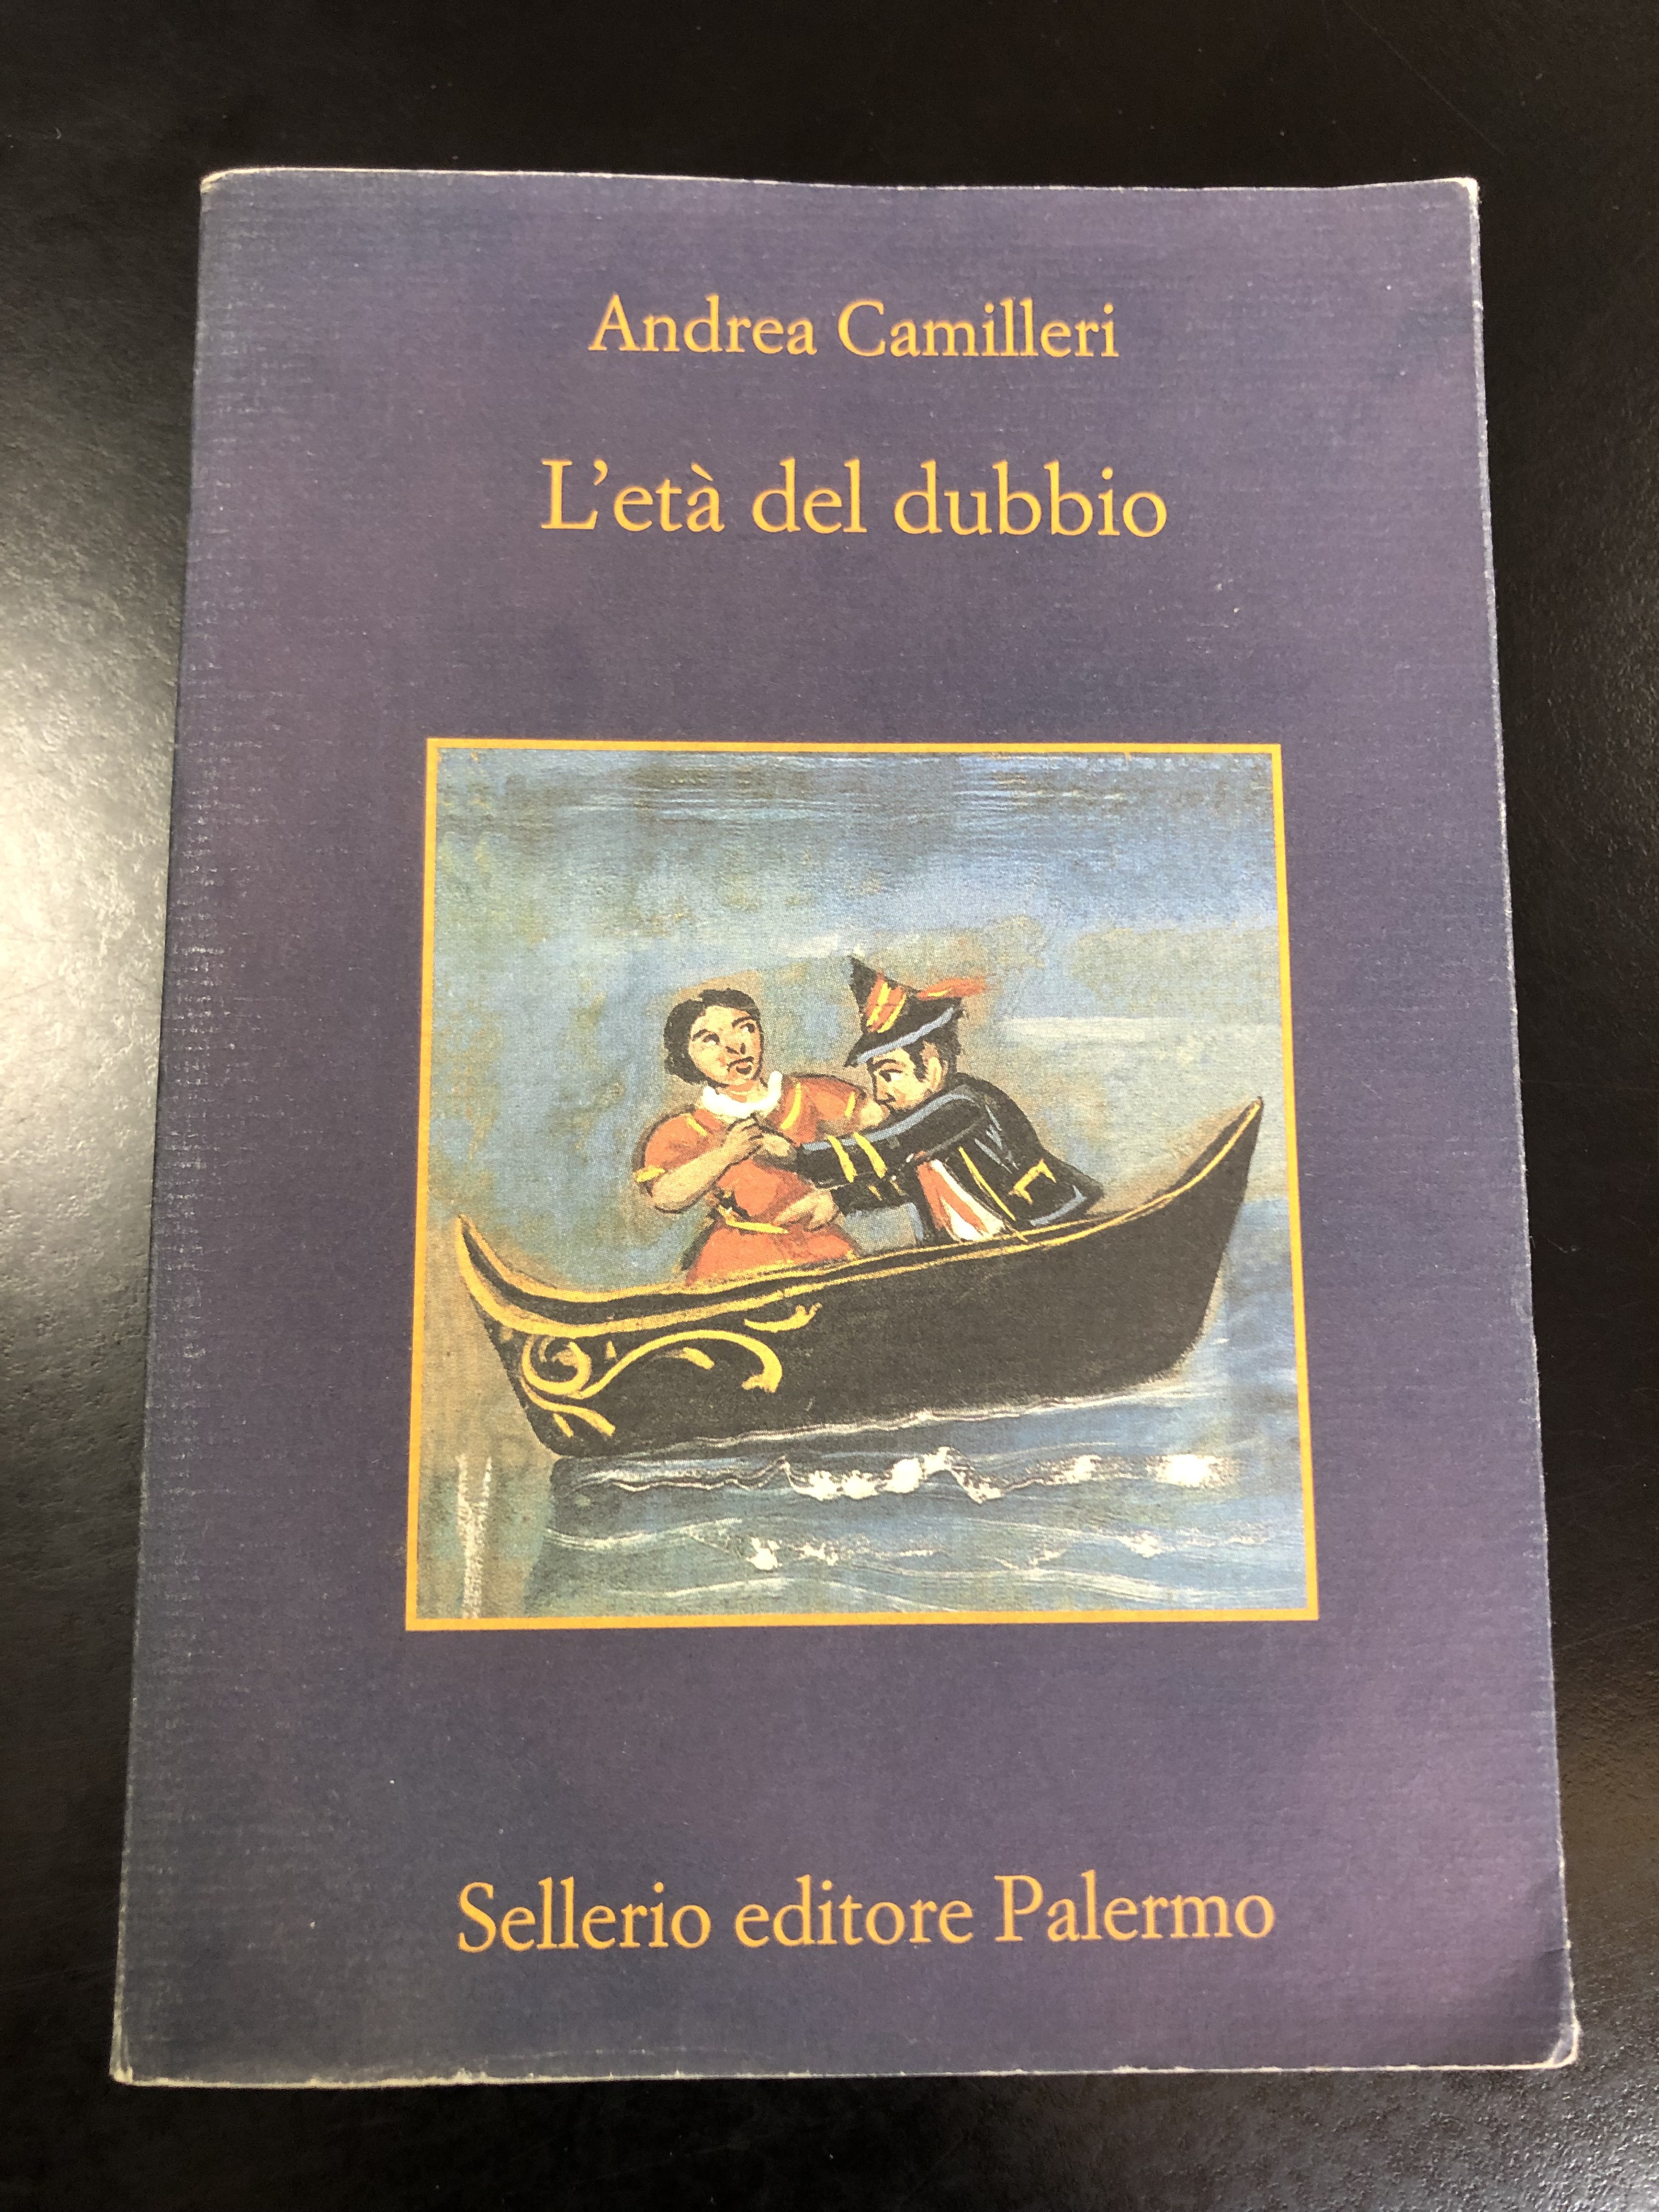 Andrea Camilleri
L’età del dubbio
Sellerio editore Palermo